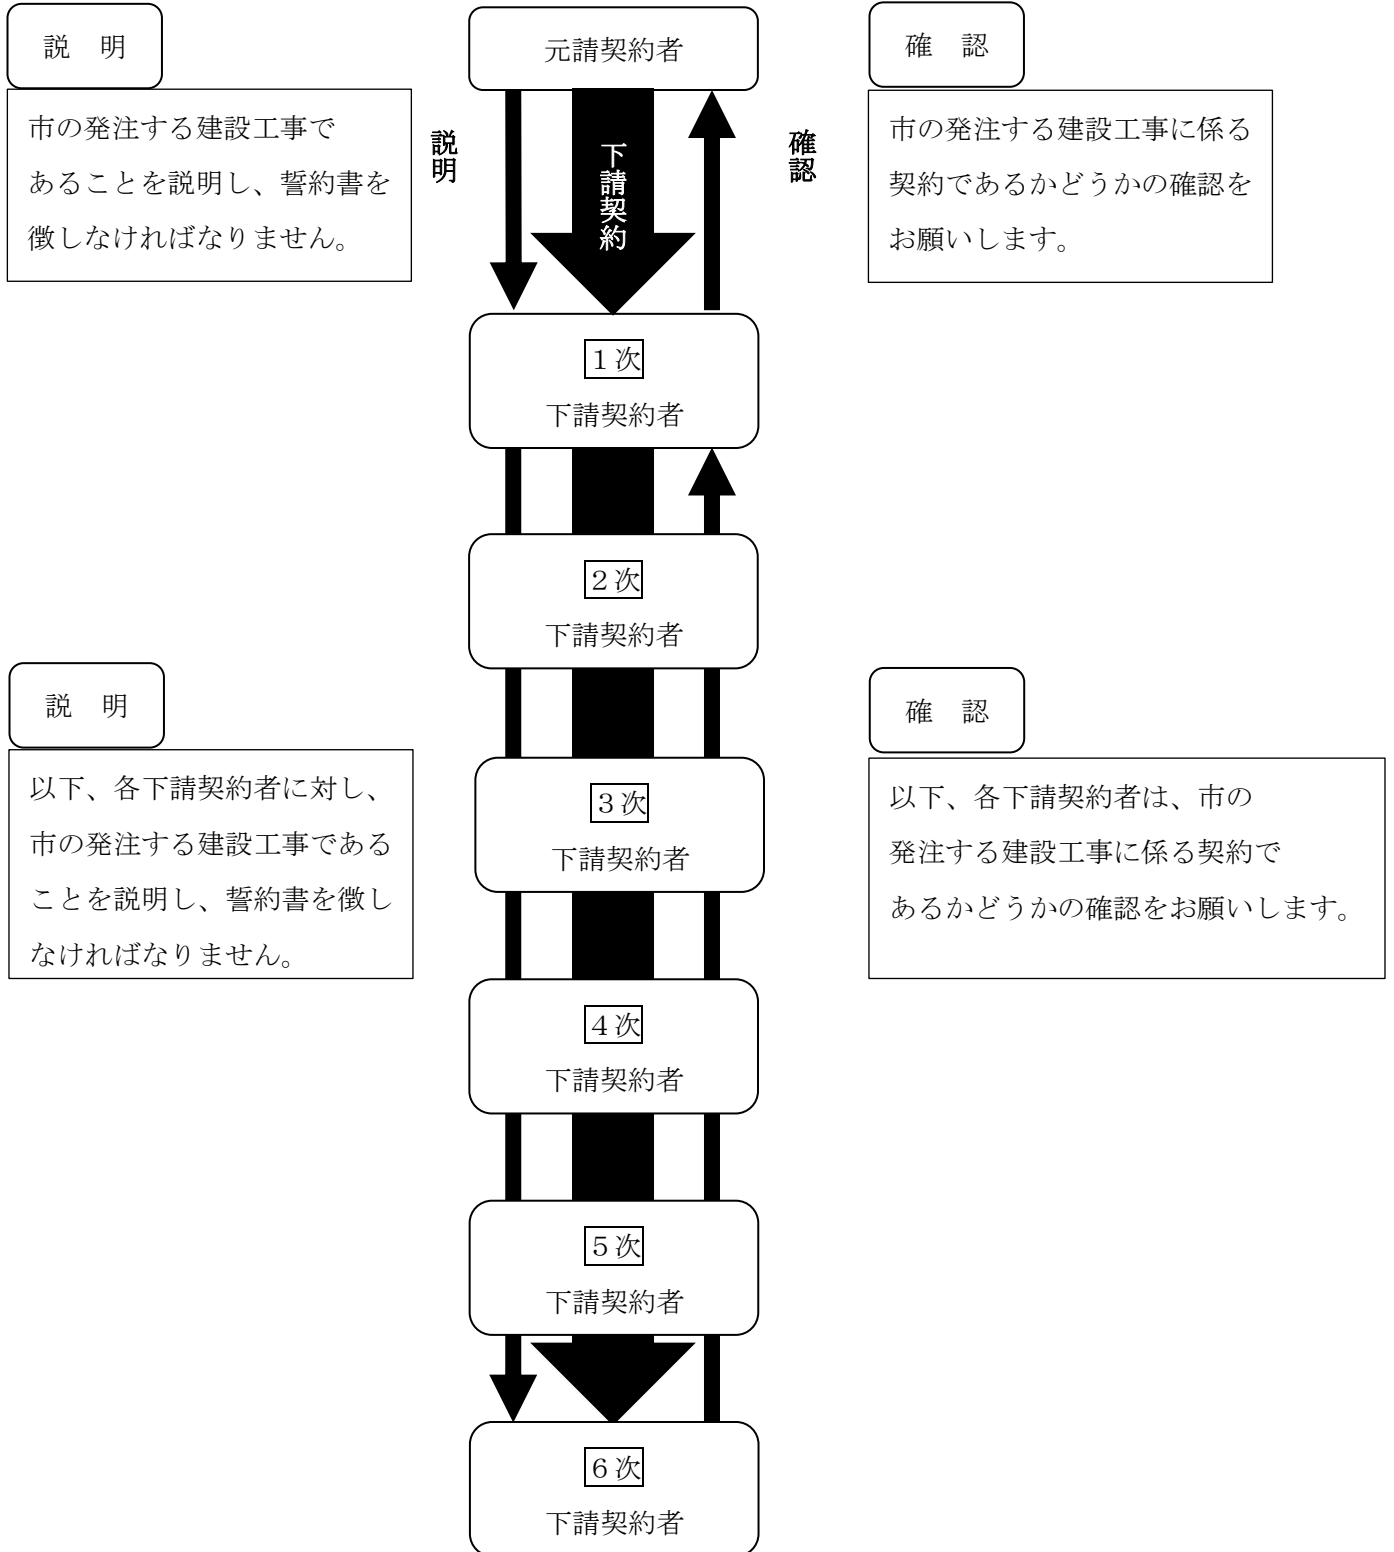 説　明
元請契約者
確　認
市の発注する建設工事で
あることを説明し、誓約書を
徴しなければなりません。
説明
下請契約
確認
市の発注する建設工事に係る
契約であるかどうかの確認を
お願いします。
１次
下請契約者
２次
下請契約者
説　明
以下、各下請契約者に対し、
市の発注する建設工事である
ことを説明し、誓約書を徴し
なければなりません。
３次
下請契約者
確　認
以下、各下請契約者は、市の
発注する建設工事に係る契約で
あるかどうかの確認をお願いします。
４次
下請契約者
５次
下請契約者
６次
下請契約者